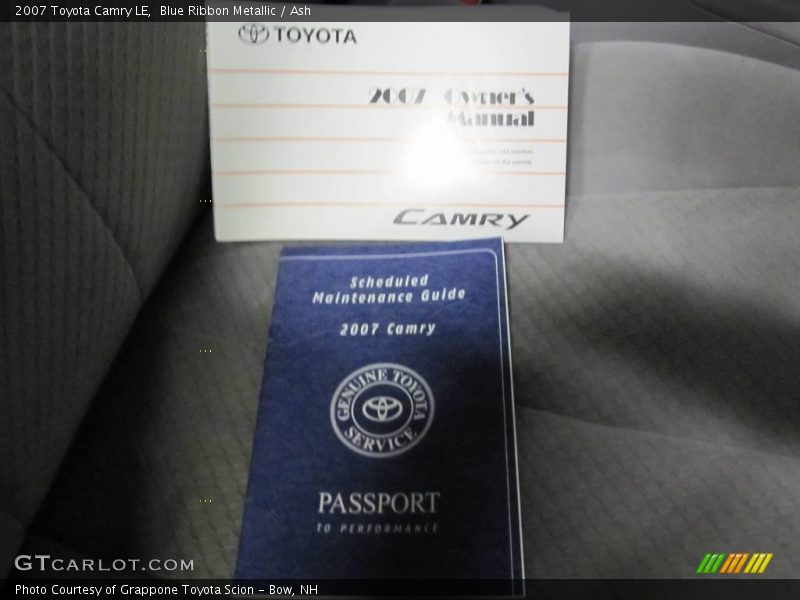 2007 Toyota Camry LE,  Blue Ribbon Metallic / Ash
TOYOTA
2007 Owner's
Manual
CAMRY
Scheduled
Maintenance Guide
2007 Camry
GENUINE TOYOTA
SERVICE
PASSPORT
TO PERFORMANCE
GTCARLOT.COM
Photo Courtesy of Grappone Toyota Scion - Bow, NH